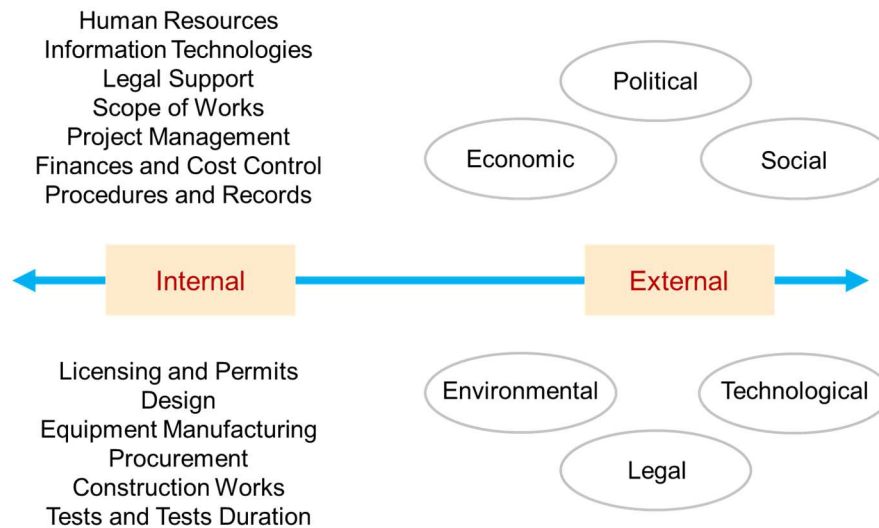 Human Resources
Information Technologies
Legal Support
Scope of Works
Project Management
Finances and Cost Control
Procedures and Records
Political
Economic
Social
Internal
External
Licensing and Permits
Design
Equipment Manufacturing
Procurement
Construction Works
Tests and Tests Duration
Environmental
Technological
Legal